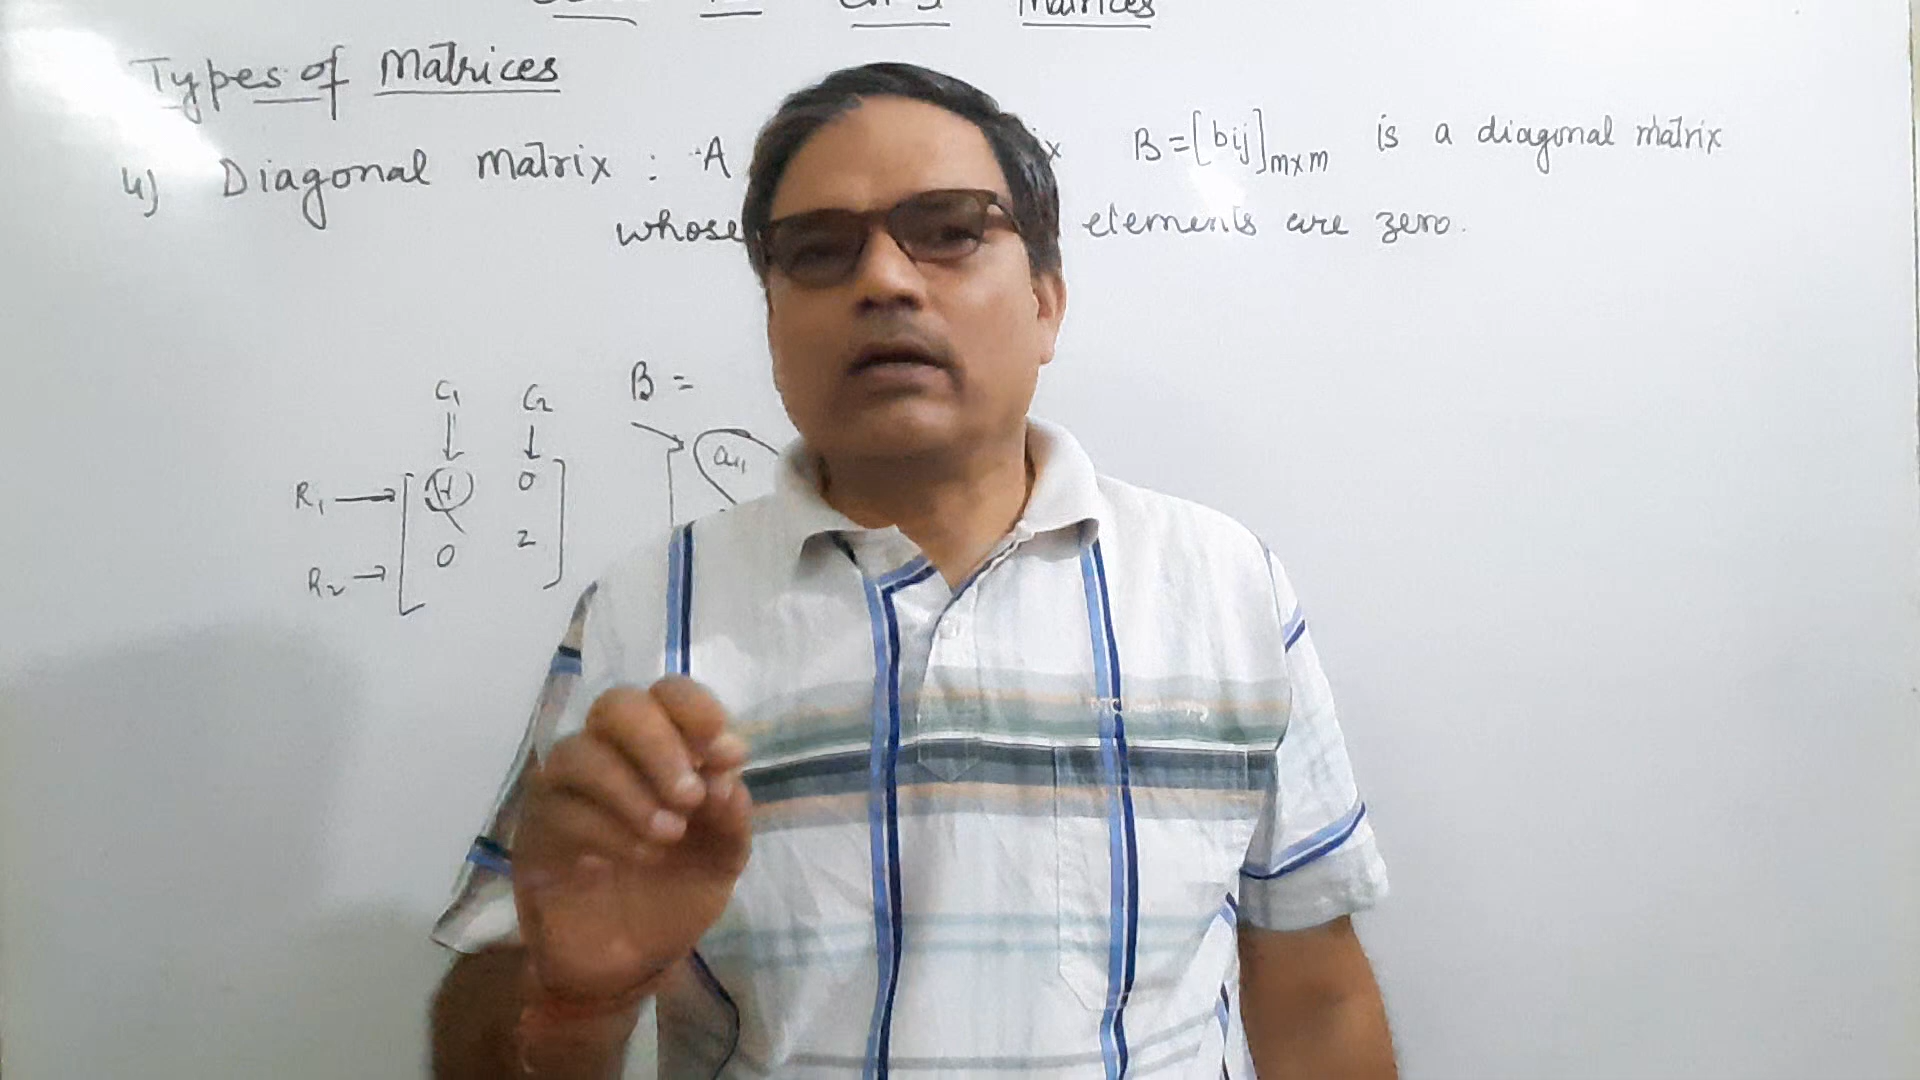 Matrices
Types of Matrices
4) Diagonal Matrix : A B = [bij]m×m is a diagonal matrix
whose elements are zero.
B =
C1 C2
a11
R1 → 0
R2 → 0 2